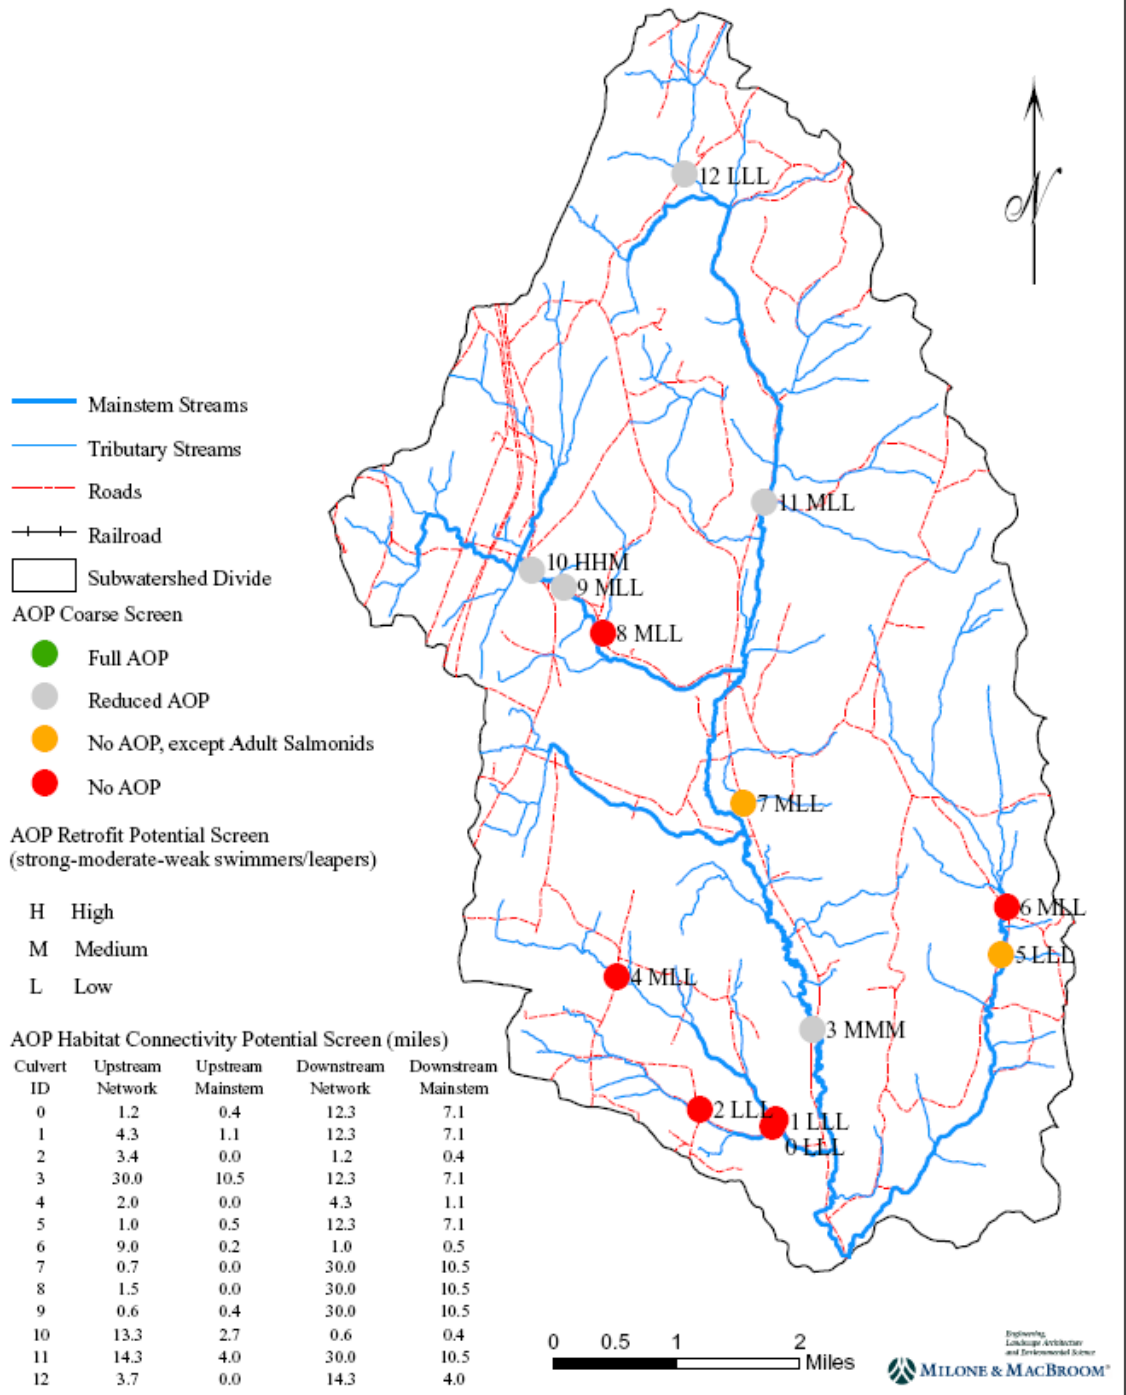 12 LLL
N
11 MLL
10 HHM
9 MLL
8 MLL
7 MLL
6 MLL
5 LLL
4 MLL
3 MMM
2 LLL
1 LLL
0 LLL
Mainstem Streams
Tributary Streams
Roads
Railroad
Subwatershed Divide
AOP Coarse Screen
Full AOP
Reduced AOP
No AOP, except Adult Salmonids
No AOP
AOP Retrofit Potential Screen
(strong-moderate-weak swimmers/leapers)
H High
M Medium
L Low
AOP Habitat Connectivity Potential Screen (miles)
Culvert Upstream Upstream Downstream Downstream
ID Network Mainstem Network Mainstem
0 1.2 0.4 12.3 7.1
1 4.3 1.1 12.3 7.1
2 3.4 0.0 1.2 0.4
3 30.0 10.5 12.3 7.1
4 2.0 0.0 4.3 1.1
5 1.0 0.5 12.3 7.1
6 9.0 0.2 1.0 0.5
7 0.7 0.0 30.0 10.5
8 1.5 0.0 30.0 10.5
9 0.6 0.4 30.0 10.5
10 13.3 2.7 0.6 0.4
11 14.3 4.0 30.0 10.5
12 3.7 0.0 14.3 4.0
0 0.5 1 2
Miles
Engineering,
Landscape Architecture
and Environmental Science
MILONE & MACBROOM®